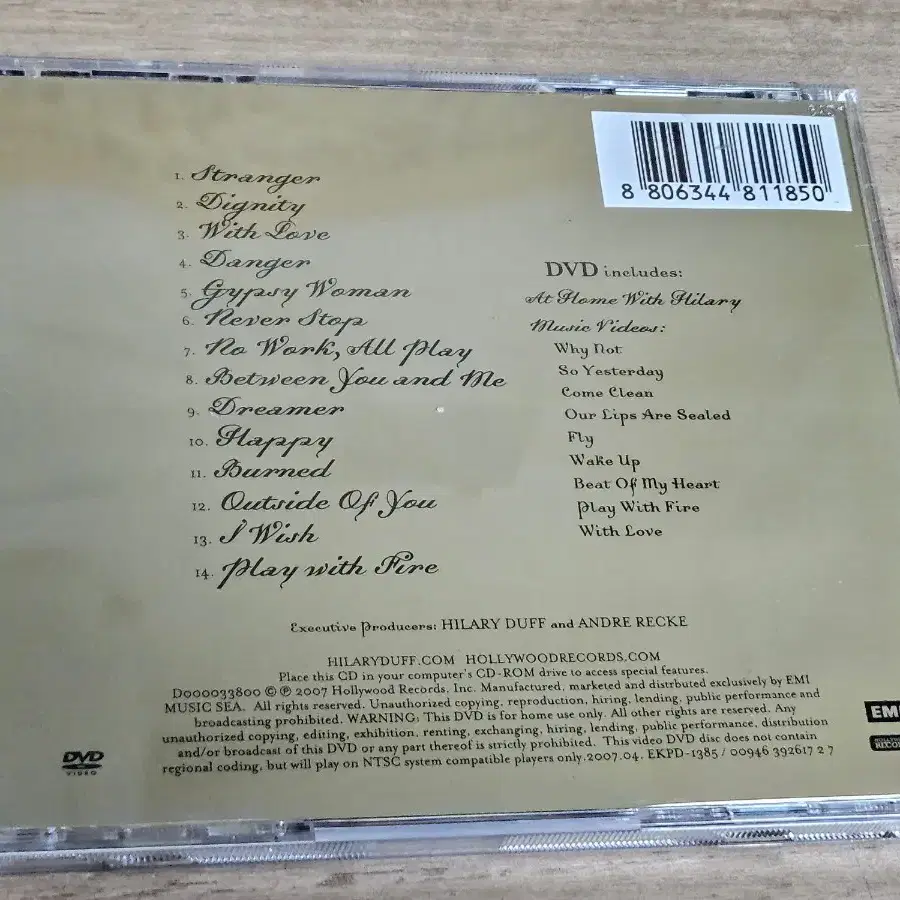 1. Stranger
2. Dignity
3. With Love
4. Danger
5. Gypsy Woman
6. Never Stop
7. No Work, All Play
8. Between You and Me
9. Dreamer
10. Happy
11. Burned
12. Outside Of You
13. I Wish
14. Play with Fire
8 806344 811850
DVD includes:
At Home With Hilary
Music Videos:
Why Not
So Yesterday
Come Clean
Our Lips Are Sealed
Fly
Wake Up
Beat Of My Heart
Play With Fire
With Love
Executive Producers: HILARY DUFF and ANDRE RECKE
HILARYDUFF.COM HOLLYWOODRECORDS.COM
Place this CD in your computer's CD-ROM drive to access special features.
D000033800 © ℗ 2007 Hollywood Records, Inc. Manufactured, marketed and distrbuted exclusively by EMI
MUSIC SEA. All rights reserved. Unauthorized copying, reproduction, hiring, lending, public performance and
broadcasting prohibited. WARNING: This DVD is for home use only. All other rights are reserved. Any
unauthorized copying, editing, exhibition, renting, exchanging, hiring, lending, public performance, distribution
and/or broadcast of this DVD or any part thereof is strictly prohibited. This video DVD disc does not contain
regional coding, but will play on NTSC system compatible players only.2007.04. EKPD-1385 / 00946 392617 2 7
DVD
VIDEO
EM